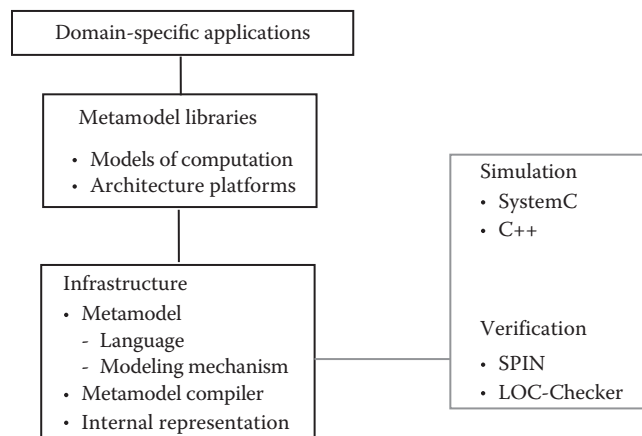 Domain-specific applications
Metamodel libraries
• Models of computation
• Architecture platforms
Infrastructure
• Metamodel
- Language
- Modeling mechanism
• Metamodel compiler
• Internal representation
Simulation
• SystemC
• C++
Verification
• SPIN
• LOC-Checker